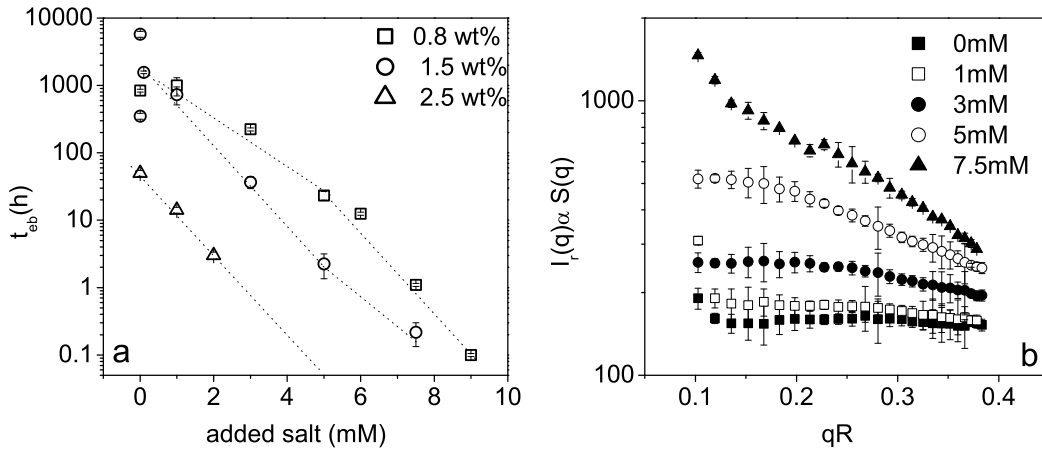 10000
1000
100
10
1
0.1
t_eb(h)
0.8 wt%
1.5 wt%
2.5 wt%
a
0 2 4 6 8 10
added salt (mM)
1000
100
I_r(q)α S(q)
0mM
1mM
3mM
5mM
7.5mM
b
0.1 0.2 0.3 0.4
qR